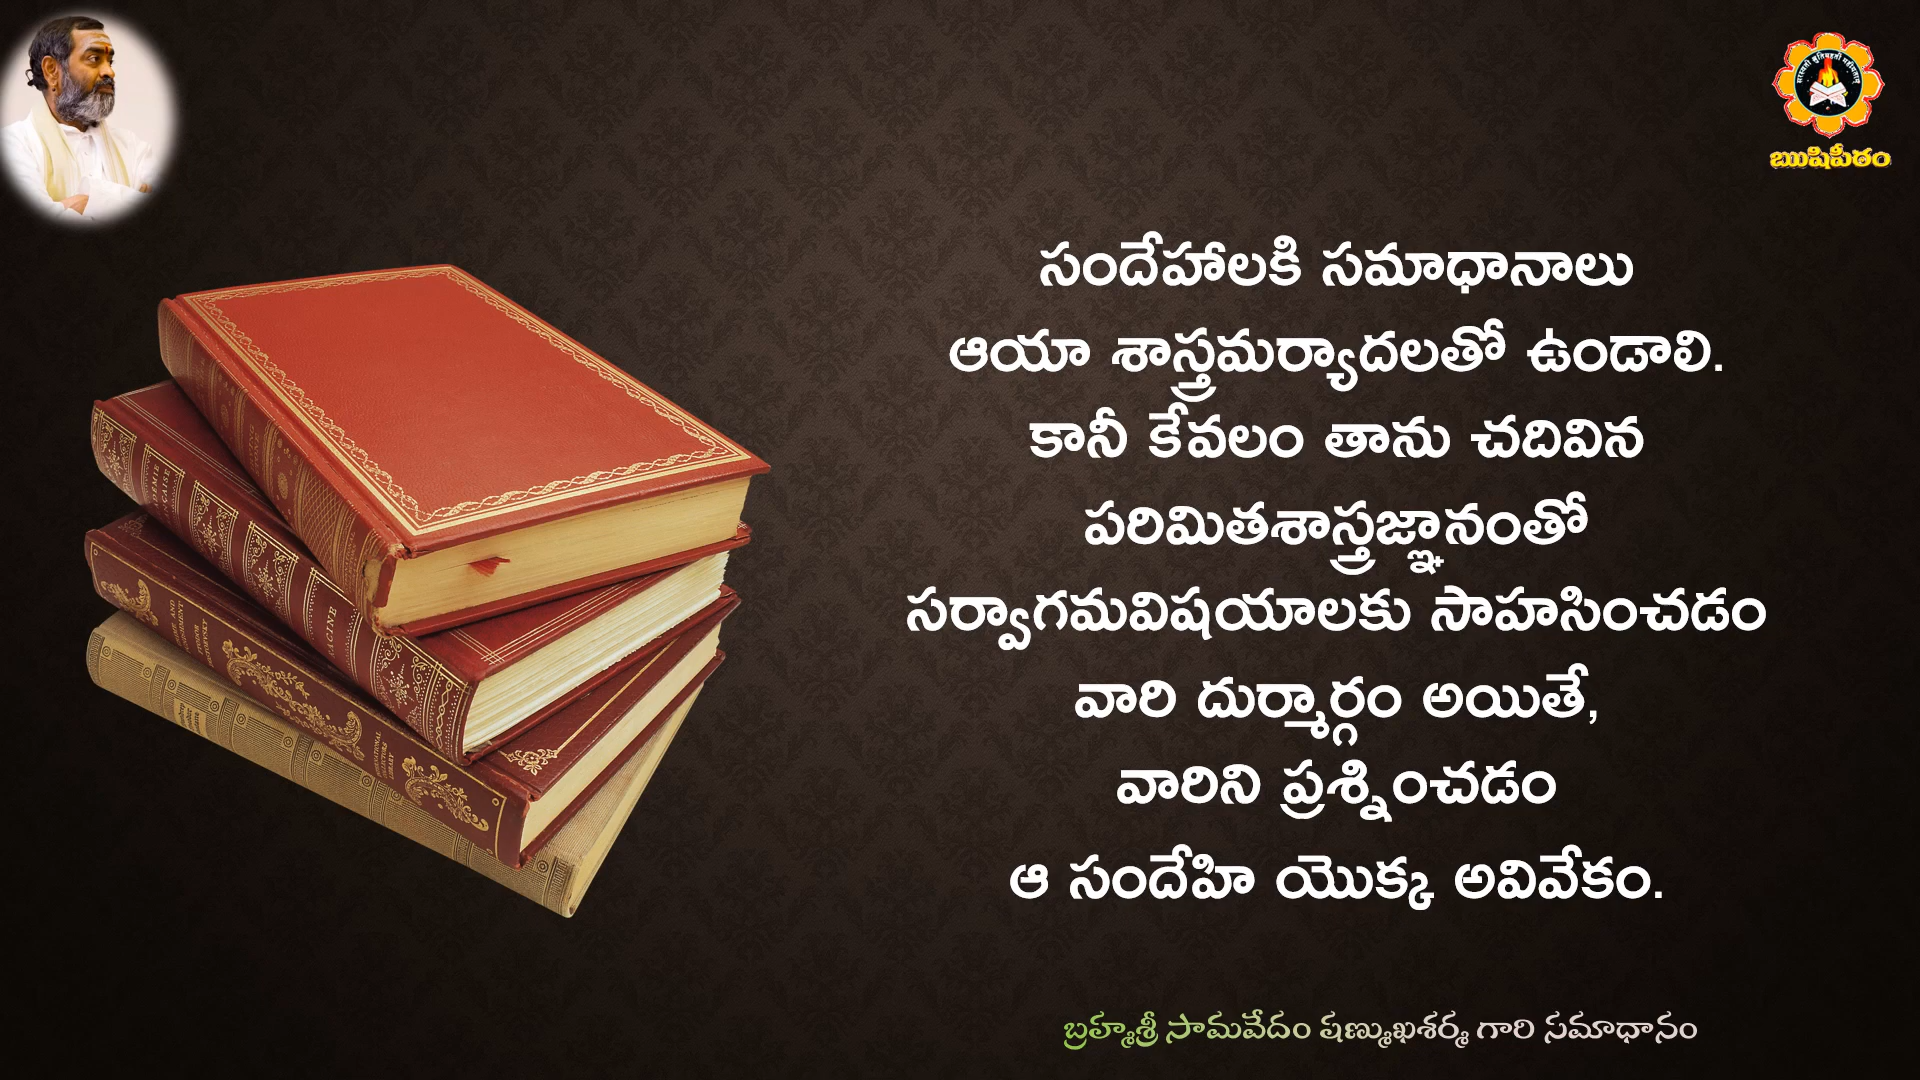 ఋషిపీఠం
సందేహాలకి సమాధానాలు
ఆయా శాస్త్రమర్యాదలతో ఉండాలి.
కానీ కేవలం తాను చదివిన
పరిమితశాస్త్రజ్ఞానంతో
సర్వాగమవిషయాలకు సాహసించడం
వారి దుర్మార్గం అయితే,
వారిని ప్రశ్నించడం
ఆ సందేహి యొక్క అవివేకం.
బ్రహ్మశ్రీ సామవేదం షణ్ముఖశర్మ గారి సమాధానం
RACINE